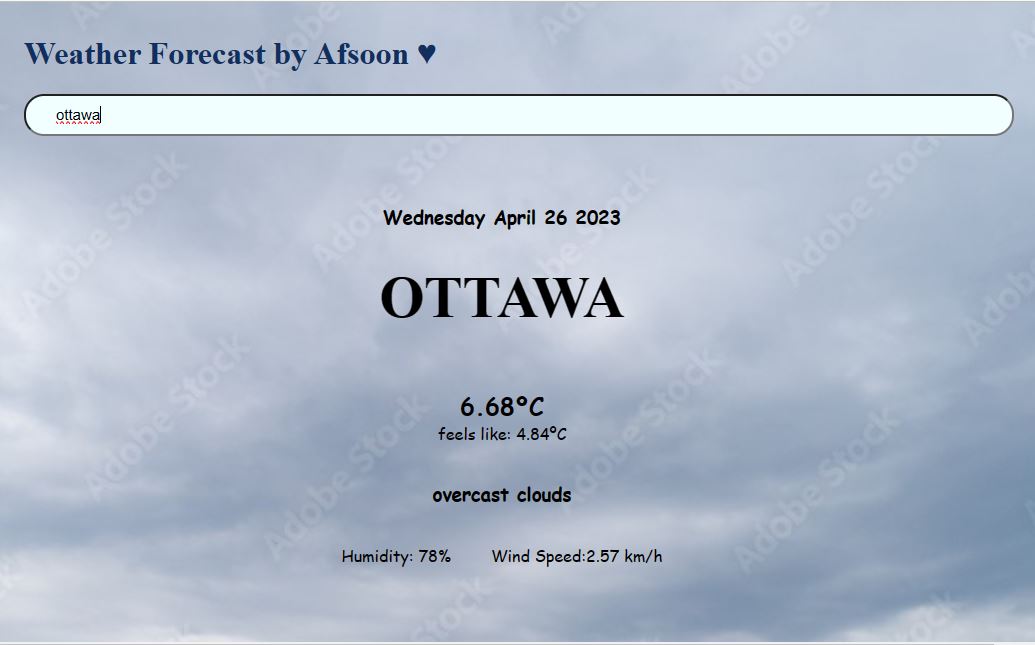 Weather Forecast by Afsoon ♥
ottawa
Wednesday April 26 2023
OTTAWA
6.68°C
feels like: 4.84°C
overcast clouds
Humidity: 78% Wind Speed:2.57 km/h
Adobe Stock